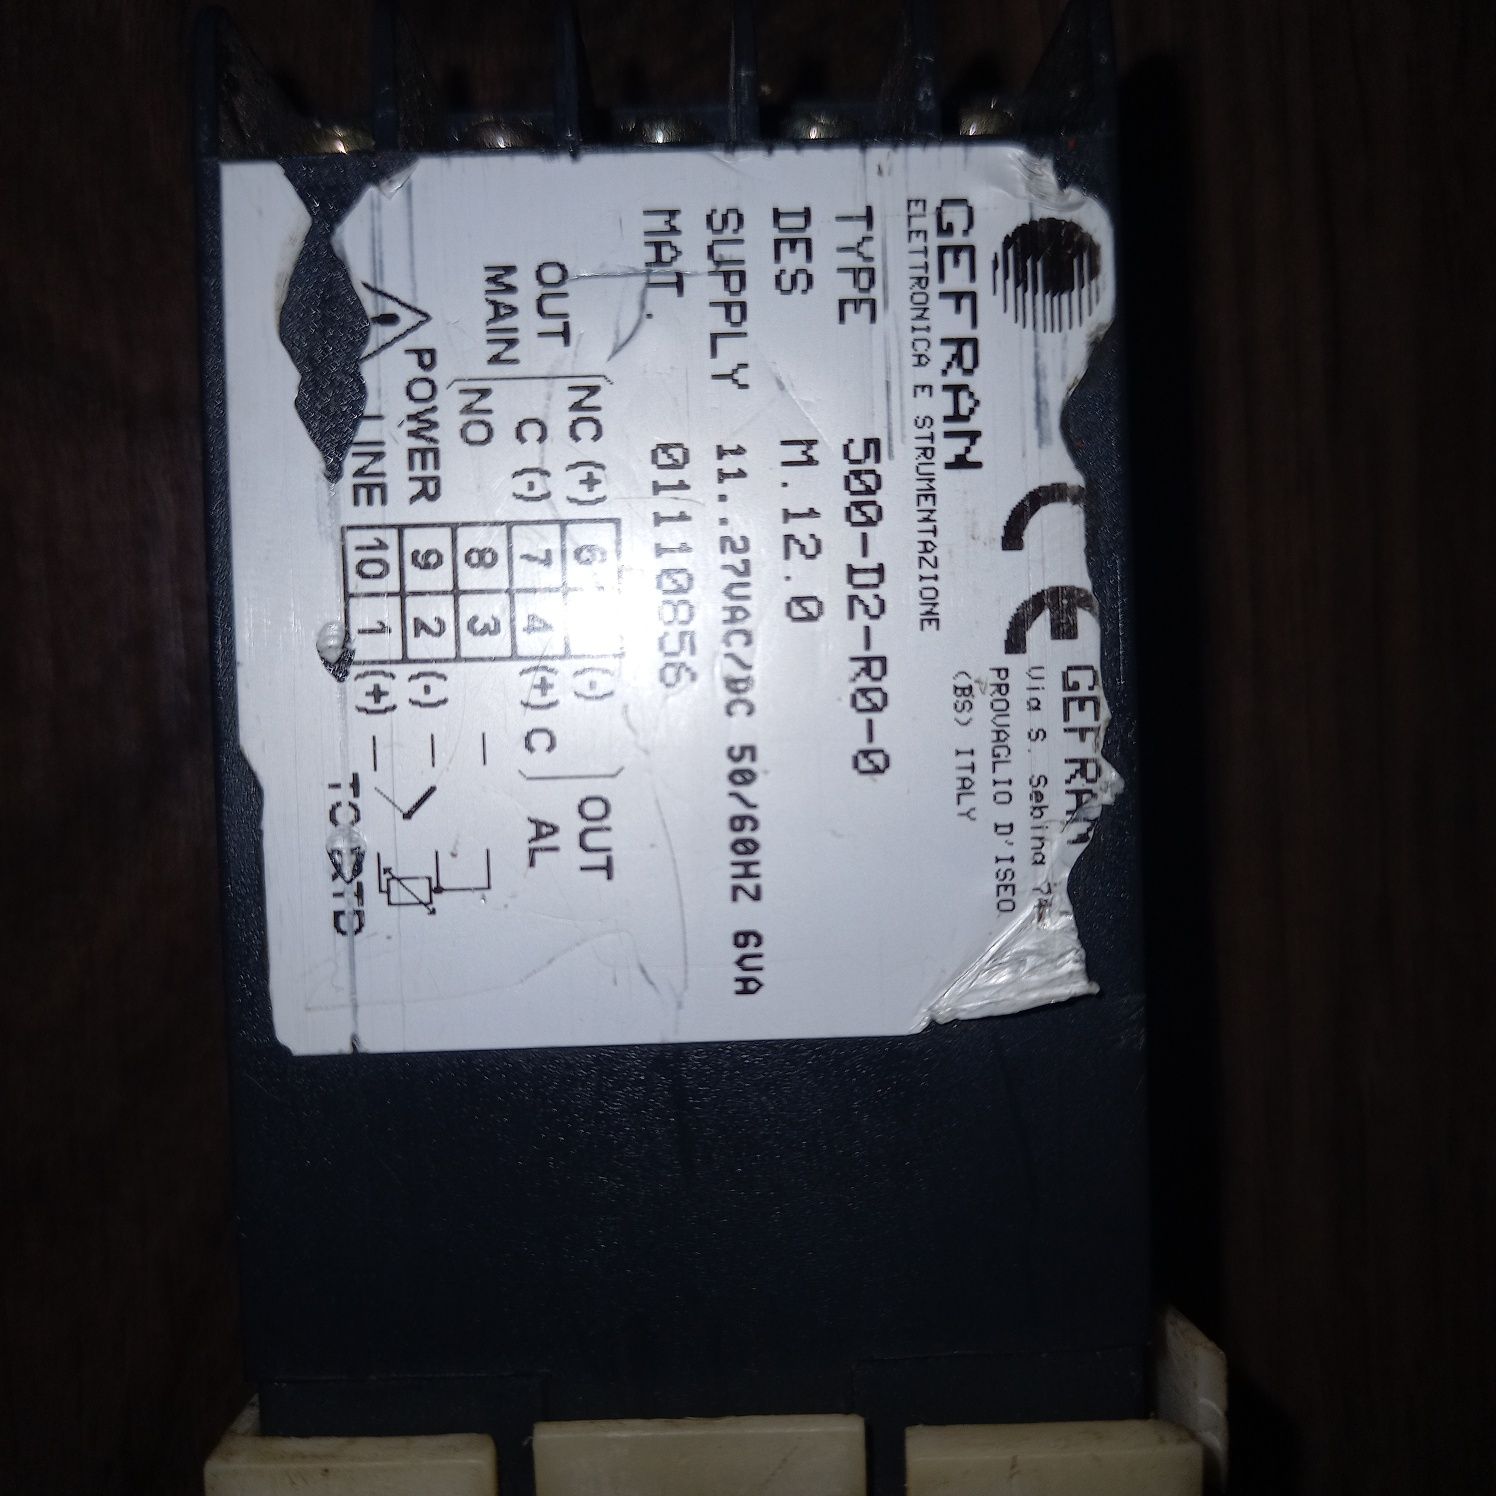 CE
GEFRAN
ELETTRONICA E STRUMENTAZIONE
GEFRAN
Via S. Sebina
PROVAGLIO D'ISEO
(BS) ITALY
TYPE 500-D2-R0-0
DES M.12.0
SUPPLY 11..27VAC/DC 50/60HZ 6VA
MAT. 01110856
NC (+) 6 (-)
OUT C (-) 7 4 (+) C OUT
MAIN NO 8 3 AL
POWER 9 2 (-)
LINE 10 1 (+)
TC RTD